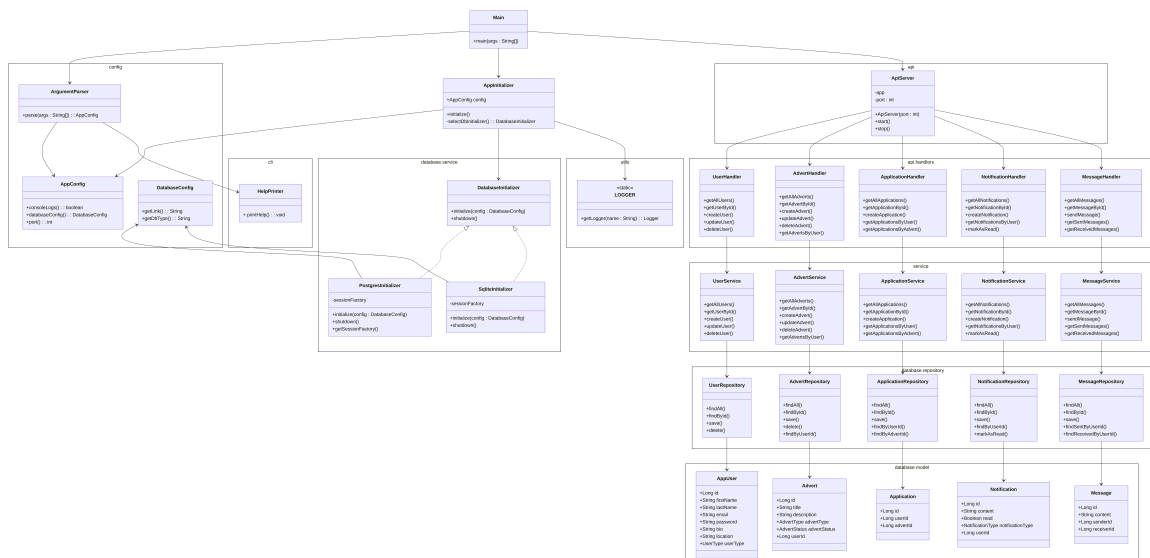 Main
+main(args : String[])
config
ArgumentParser
+parse(args : String[]) : : AppConfig
AppConfig
+consoleLogs() : : boolean
+databaseConfig() : : DatabaseConfig
+port() : : int
DatabaseConfig
+getLink() : : String
+getDbType() : : String
cli
HelpPrinter
+ printHelp() : : void
AppInitializer
+AppConfig config
+initialize()
-selectDbInitializer() : : DatabaseInitializer
database.service
DatabaseInitializer
+initialize(config : DatabaseConfig)
+shutdown()
PostgresInitializer
-sessionFactory
+initialize(config : DatabaseConfig)
+shutdown()
+getSessionFactory()
SqliteInitializer
-sessionFactory
+initialize(config : DatabaseConfig)
+shutdown()
utils
«static»
LOGGER
+getLogger(name : String) : : Logger
api
ApiServer
-app
-port : int
+ApiServer(port : int)
+start()
+stop()
api.handlers
UserHandler
+getAllUsers()
+getUserById()
+createUser()
+updateUser()
+deleteUser()
AdvertHandler
+getAllAdverts()
+getAdvertById()
+createAdvert()
+updateAdvert()
+deleteAdvert()
+getAdvertsByUser()
ApplicationHandler
+getAllApplications()
+getApplicationById()
+createApplication()
+getApplicationsByUser()
+getApplicationsByAdvert()
NotificationHandler
+getAllNotifications()
+getNotificationById()
+createNotification()
+getNotificationsByUser()
+markAsRead()
MessageHandler
+getAllMessages()
+getMessageById()
+sendMessage()
+getSentMessages()
+getReceivedMessages()
service
UserService
+getAllUsers()
+getUserById()
+createUser()
+updateUser()
+deleteUser()
AdvertService
+getAllAdverts()
+getAdvertById()
+createAdvert()
+updateAdvert()
+deleteAdvert()
+getAdvertsByUser()
ApplicationService
+getAllApplications()
+getApplicationById()
+createApplication()
+getApplicationsByUser()
+getApplicationsByAdvert()
NotificationService
+getAllNotifications()
+getNotificationById()
+createNotification()
+getNotificationsByUser()
+markAsRead()
MessageService
+getAllMessages()
+getMessageById()
+sendMessage()
+getSentMessages()
+getReceivedMessages()
database.repository
UserRepository
+findAll()
+findById()
+save()
+delete()
AdvertRepository
+findAll()
+findById()
+save()
+delete()
+findByUserId()
ApplicationRepository
+findAll()
+findById()
+save()
+findByUserId()
+findByAdvertId()
NotificationRepository
+findAll()
+findById()
+save()
+findByUserId()
+markAsRead()
MessageRepository
+findAll()
+findById()
+save()
+findSentByUserId()
+findReceivedByUserId()
database.model
AppUser
+Long id
+String firstName
+String lastName
+String email
+String password
+String bio
+String location
+UserType userType
Advert
+Long id
+String title
+String description
+AdvertType advertType
+AdvertStatus advertStatus
+Long userId
Application
+Long id
+Long userId
+Long advertId
Notification
+Long id
+String content
+Boolean read
+NotificationType notificationType
+Long userId
Message
+Long id
+String content
+Long senderId
+Long receiverId